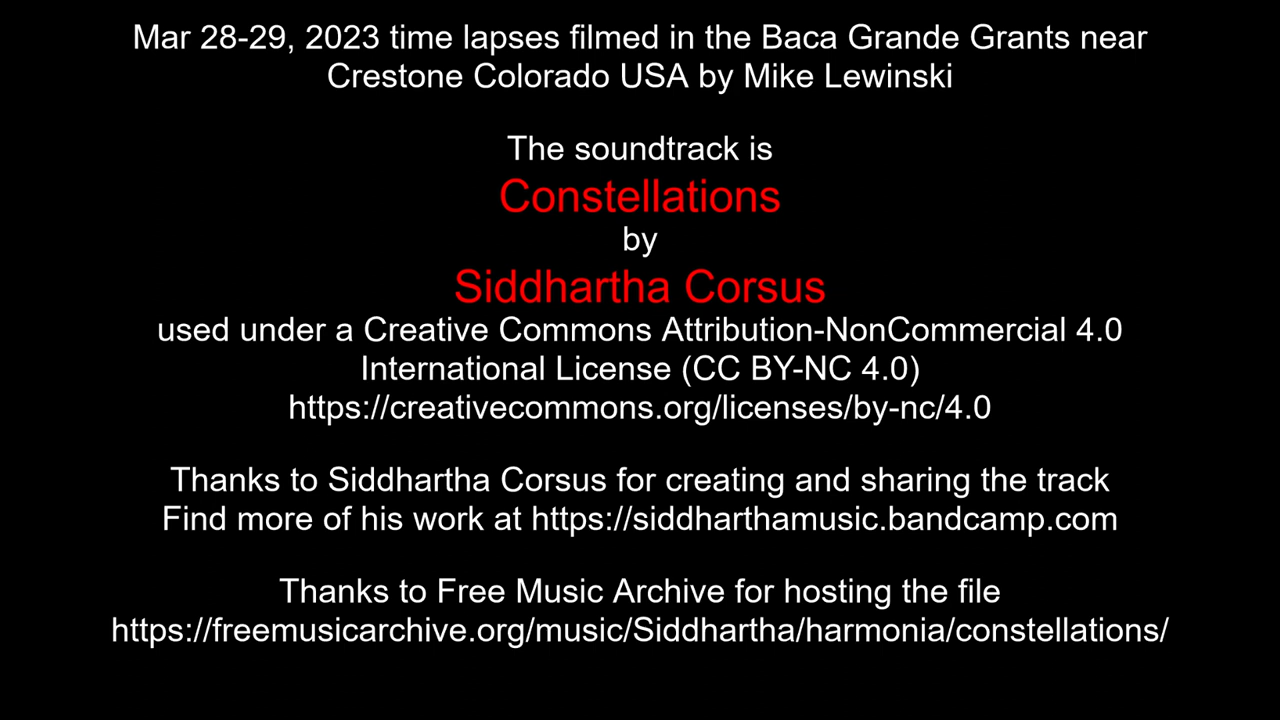 Mar 28-29, 2023 time lapses filmed in the Baca Grande Grants near
Crestone Colorado USA by Mike Lewinski
The soundtrack is
Constellations
by
Siddhartha Corsus
used under a Creative Commons Attribution-NonCommercial 4.0
International License (CC BY-NC 4.0)
https://creativecommons.org/licenses/by-nc/4.0
Thanks to Siddhartha Corsus for creating and sharing the track
Find more of his work at https://siddharthamusic.bandcamp.com
Thanks to Free Music Archive for hosting the file
https://freemusicarchive.org/music/Siddhartha/harmonia/constellations/